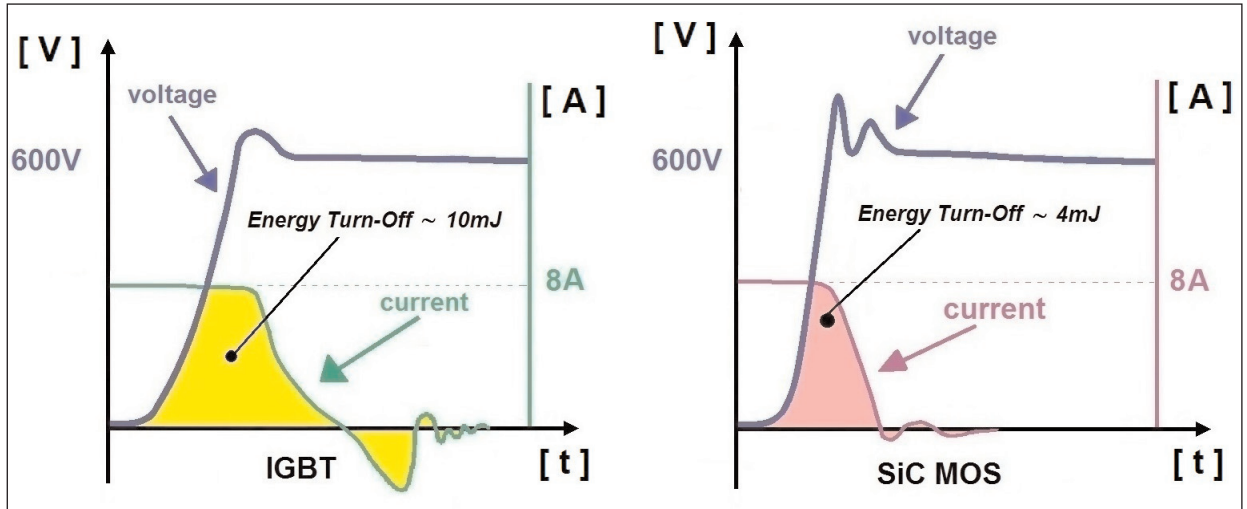 [ V ]
voltage
[ A ]
600V
Energy Turn-Off ~ 10mJ
8A
current
IGBT
[ t ]
[ V ]
voltage
[ A ]
600V
Energy Turn-Off ~ 4mJ
8A
current
SiC MOS
[ t ]